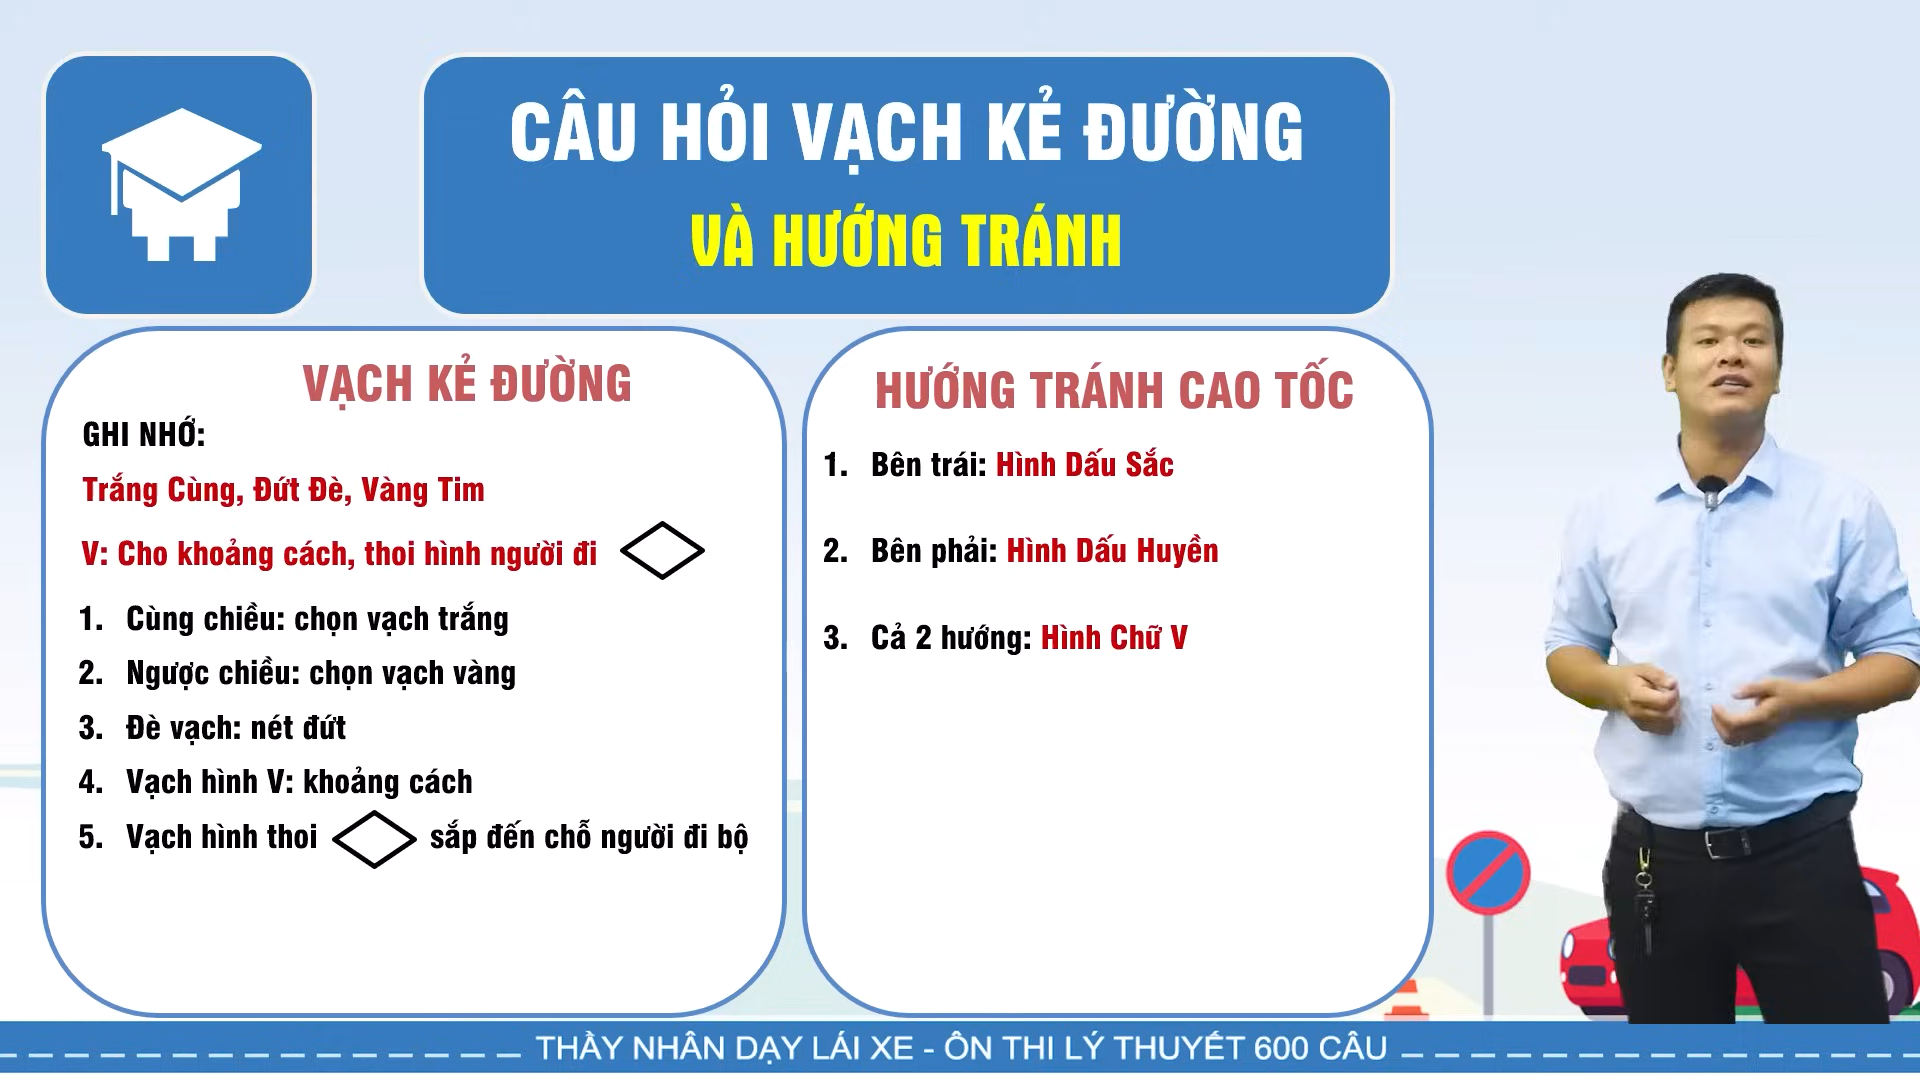 CÂU HỎI VẠCH KẺ ĐƯỜNG
VÀ HƯỚNG TRÁNH
VẠCH KẺ ĐƯỜNG
GHI NHỚ:
Trắng Cùng, Đứt Đè, Vàng Tim
V: Cho khoảng cách, thoi hình người đi
1. Cùng chiều: chọn vạch trắng
2. Ngược chiều: chọn vạch vàng
3. Đè vạch: nét đứt
4. Vạch hình V: khoảng cách
5. Vạch hình thoi sắp đến chỗ người đi bộ
HƯỚNG TRÁNH CAO TỐC
1. Bên trái: Hình Dấu Sắc
2. Bên phải: Hình Dấu Huyền
3. Cả 2 hướng: Hình Chữ V
THẦY NHÂN DẠY LÁI XE - ÔN THI LÝ THUYẾT 600 CÂU